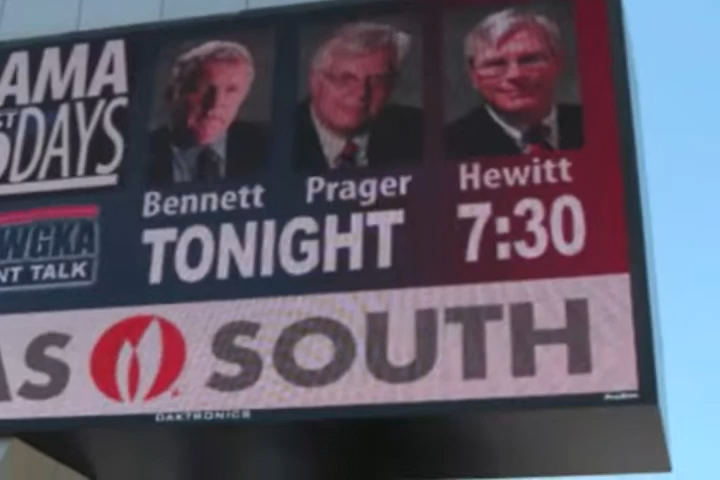 AMA
DAYS
Bennett Prager Hewitt
TONIGHT 7:30
WGKA
NT TALK
AS SOUTH
DAKTRONICS